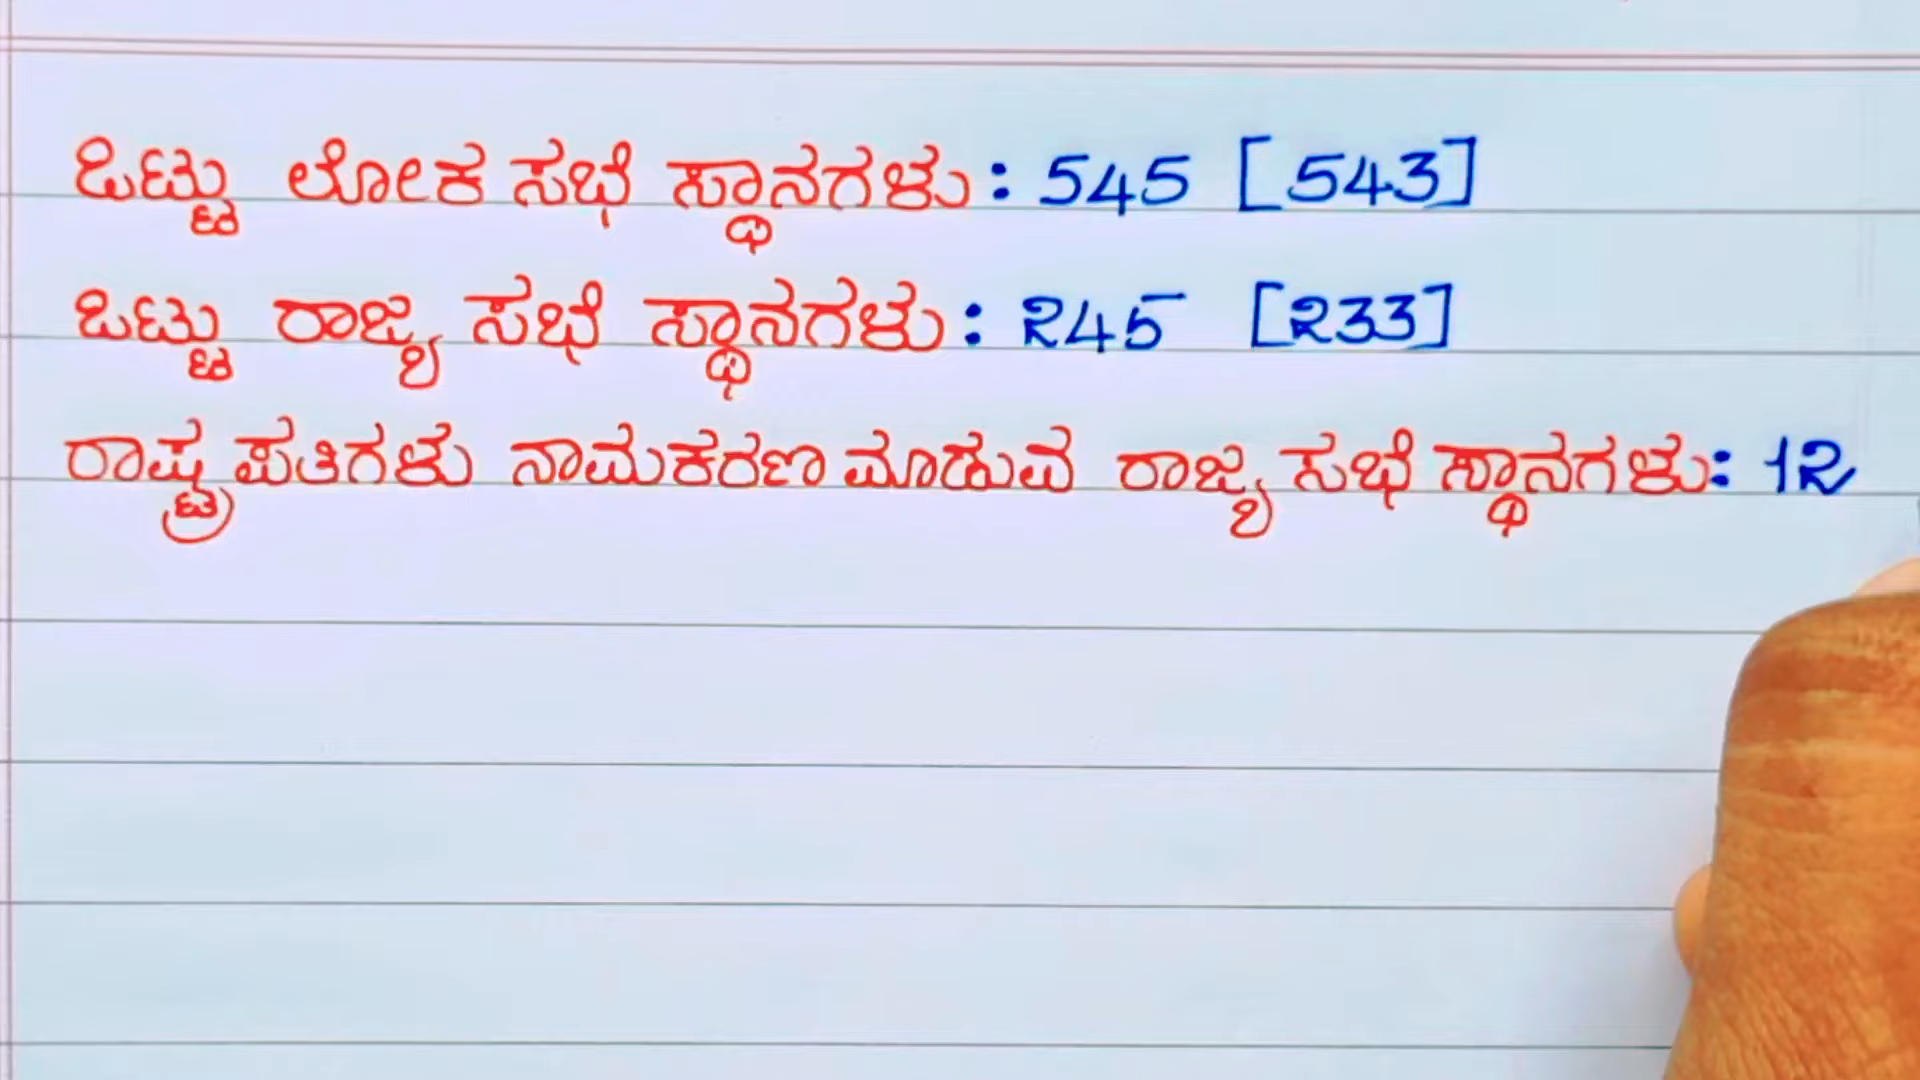 ಒಟ್ಟು ಲೋಕ ಸಭೆ ಸ್ಥಾನಗಳು: 545 [543]
ಒಟ್ಟು ರಾಜ್ಯ ಸಭೆ ಸ್ಥಾನಗಳು: 245 [233]
ರಾಷ್ಟ್ರಪತಿಗಳು ನಾಮಕರಣ ಮಾಡುವ ರಾಜ್ಯ ಸಭೆ ಸ್ಥಾನಗಳು: 12